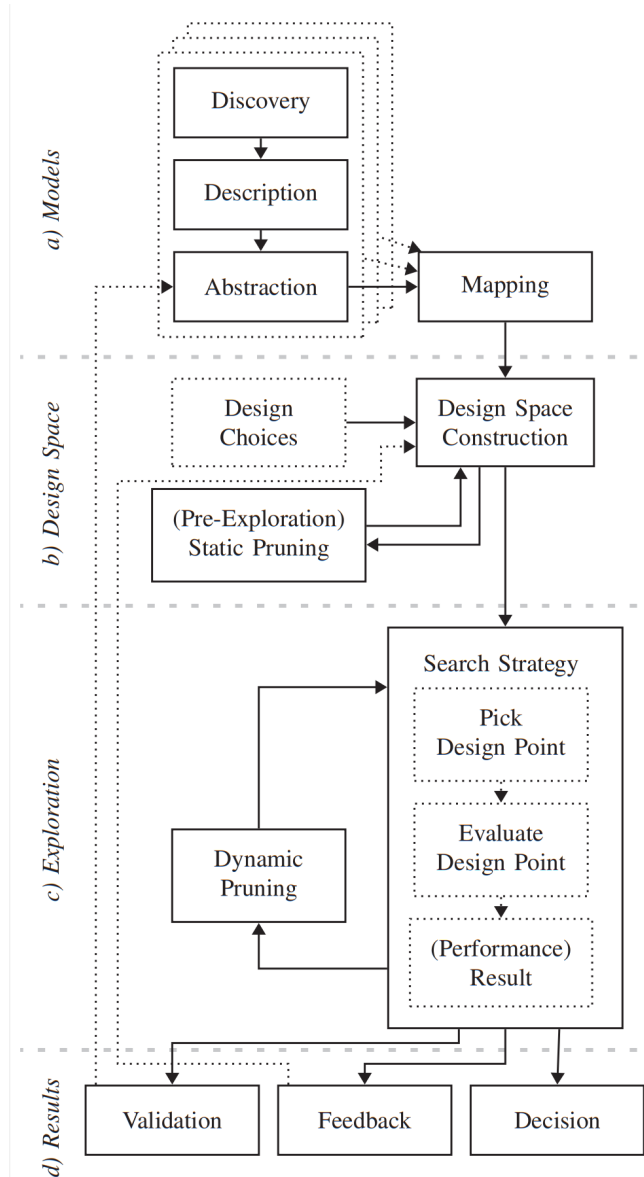 a) Models
Discovery
Description
Abstraction
Mapping
b) Design Space
Design
Choices
Design Space
Construction
(Pre-Exploration)
Static Pruning
c) Exploration
Search Strategy
Pick
Design Point
Evaluate
Design Point
(Performance)
Result
Dynamic
Pruning
d) Results
Validation
Feedback
Decision